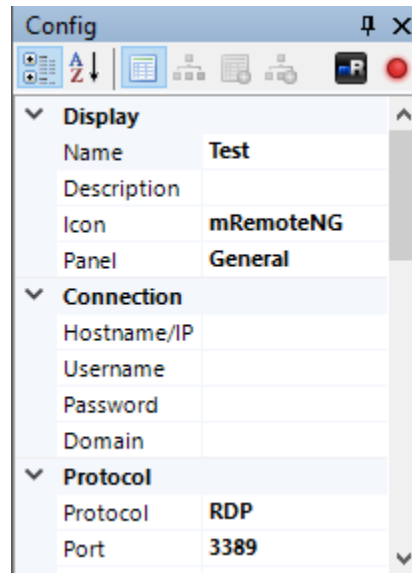 Config
A
Z
mR
Display
Name Test
Description
Icon mRemoteNG
Panel General
Connection
Hostname/IP
Username
Password
Domain
Protocol
Protocol RDP
Port 3389